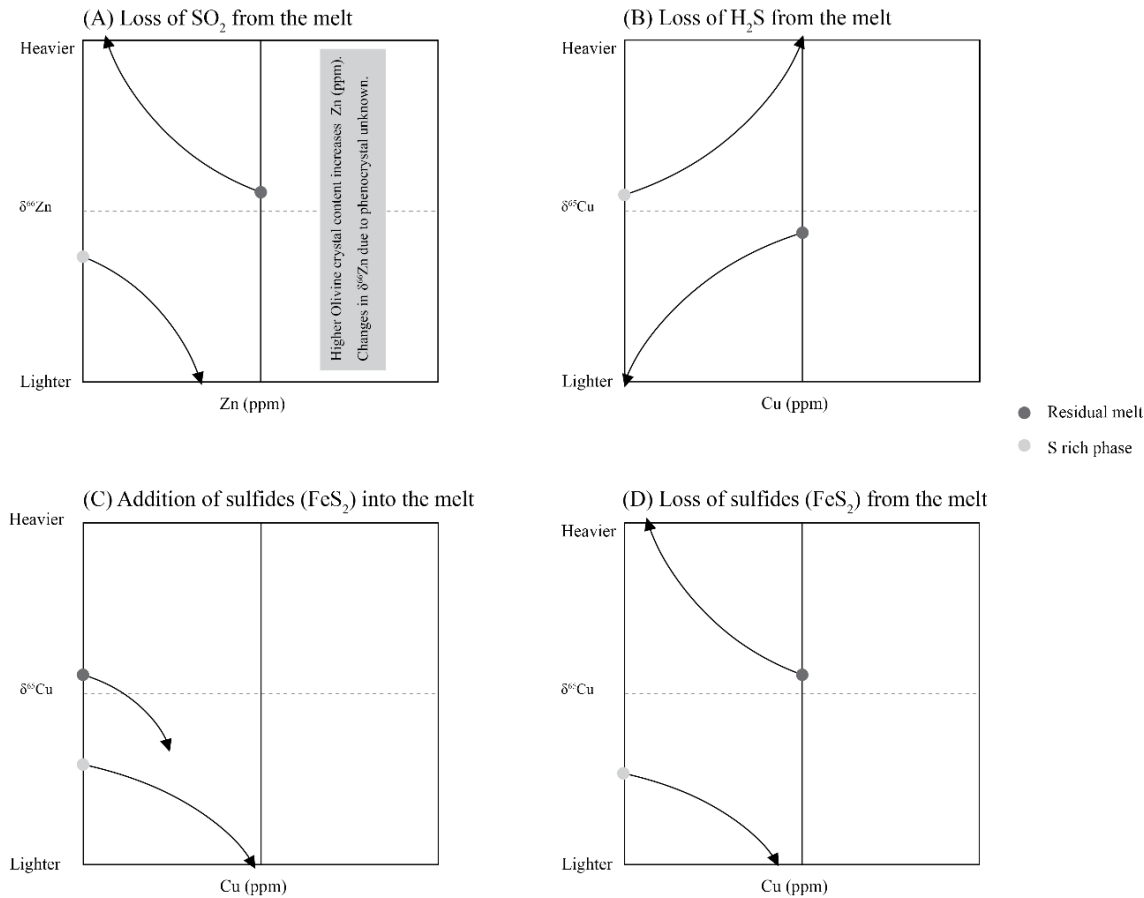 (A) Loss of SO₂ from the melt
Heavier
δ⁶⁶Zn
Lighter
Zn (ppm)
Higher Olivine crystal content increases Zn (ppm).
Changes in δ⁶⁶Zn due to phenocrystal unknown.
(B) Loss of H₂S from the melt
Heavier
δ⁶⁵Cu
Lighter
Cu (ppm)
Residual melt
S rich phase
(C) Addition of sulfides (FeS₂) into the melt
Heavier
δ⁶⁵Cu
Lighter
Cu (ppm)
(D) Loss of sulfides (FeS₂) from the melt
Heavier
δ⁶⁵Cu
Lighter
Cu (ppm)